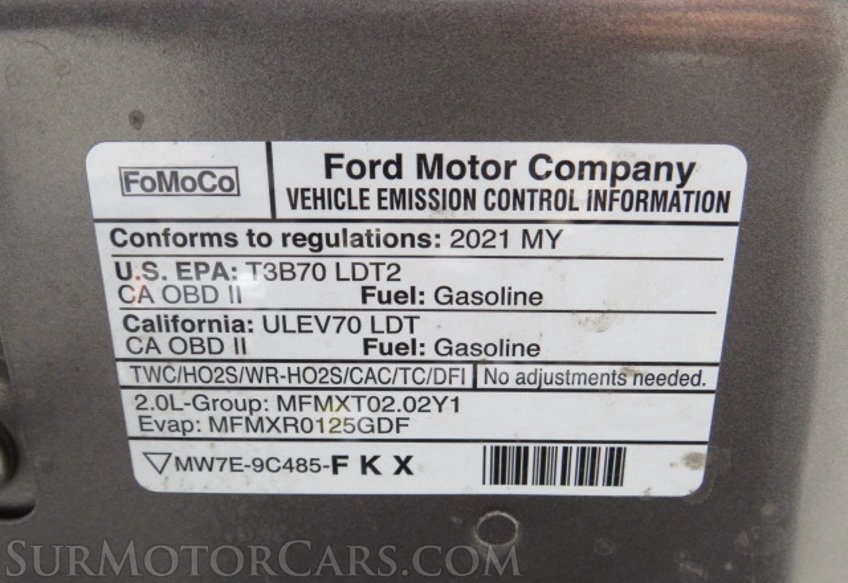 FoMoCo
Ford Motor Company
VEHICLE EMISSION CONTROL INFORMATION
Conforms to regulations: 2021 MY
U.S. EPA: T3B70 LDT2
CA OBD II Fuel: Gasoline
California: ULEV70 LDT
CA OBD II Fuel: Gasoline
TWC/HO2S/WR-HO2S/CAC/TC/DFI No adjustments needed.
2.0L-Group: MFMXT02.02Y1
Evap: MFMXR0125GDF
MW7E-9C485-F K X
SURMOTORCARS.COM